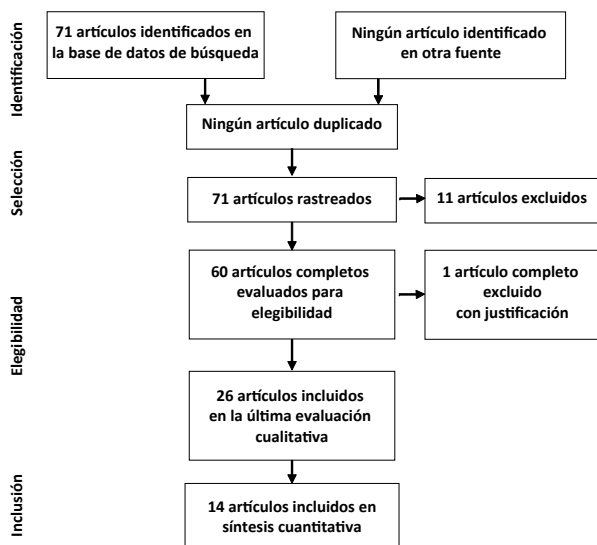 Identificación
71 artículos identificados en
la base de datos de búsqueda
Ningún artículo identificado
en otra fuente
Ningún artículo duplicado
Selección
71 artículos rastreados
11 artículos excluidos
Elegibilidad
60 artículos completos
evaluados para
elegibilidad
1 artículo completo
excluido
con justificación
26 artículos incluidos
en la última evaluación
cualitativa
Inclusión
14 artículos incluidos en
síntesis cuantitativa